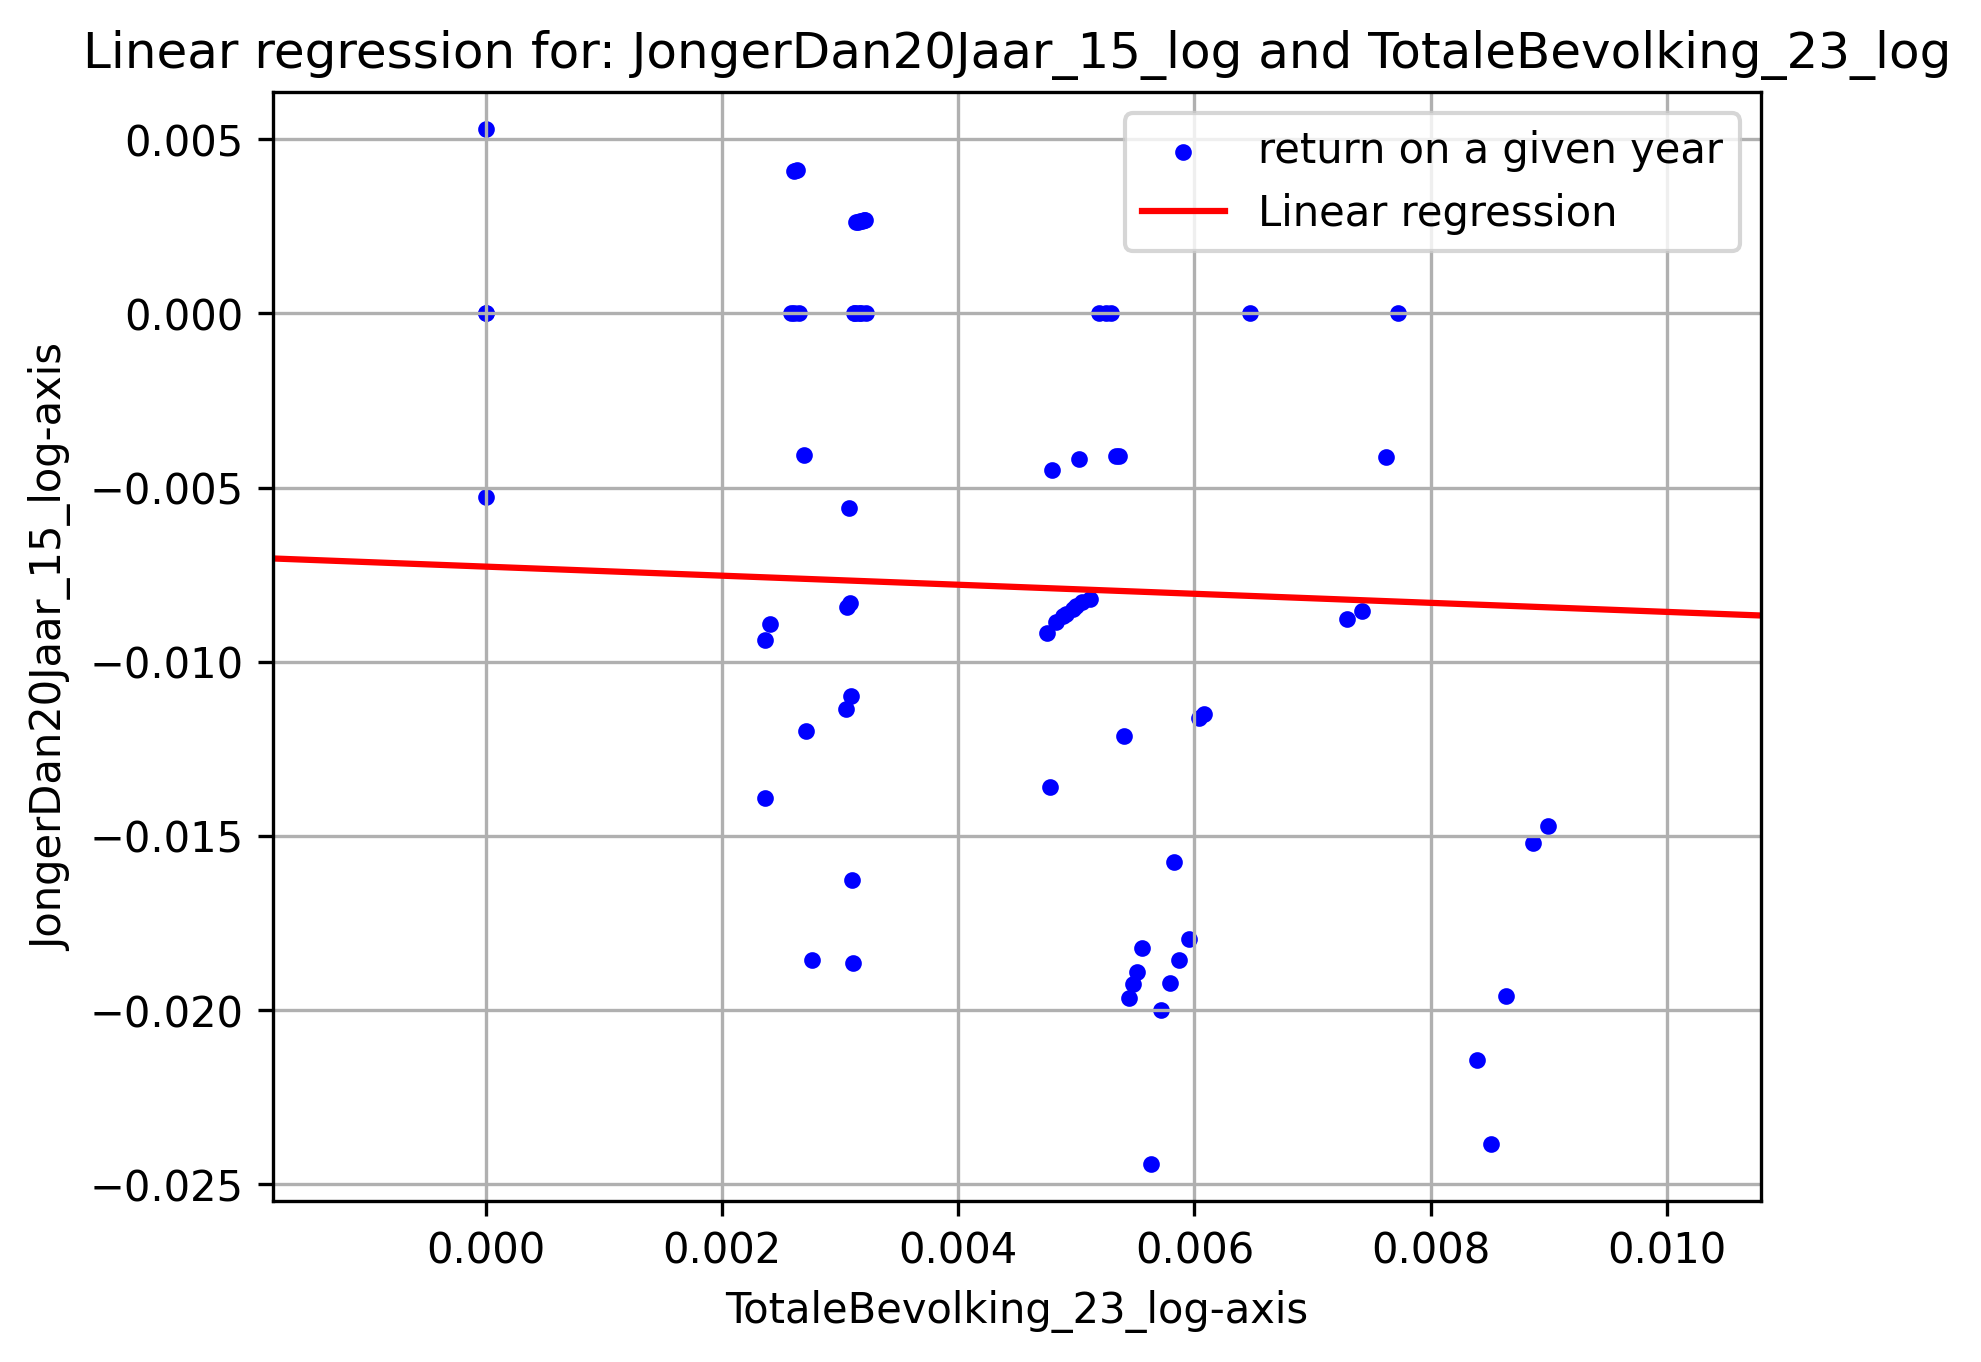 Linear regression for: JongerDan20Jaar_15_log and TotaleBevolking_23_log
return on a given year
Linear regression
JongerDan20Jaar_15_log-axis
0.005
0.000
−0.005
−0.010
−0.015
−0.020
−0.025
0.000 0.002 0.004 0.006 0.008 0.010
TotaleBevolking_23_log-axis